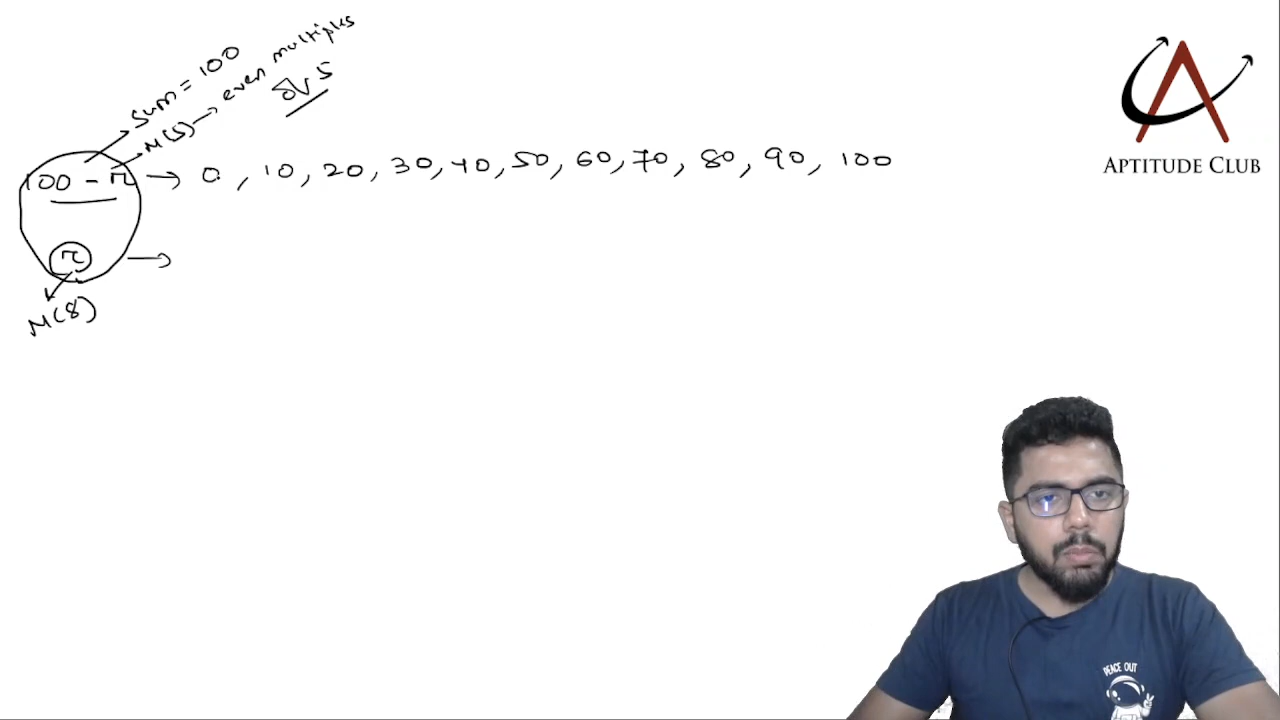 Sum = 100
M(5) → even multiples
of 5
100 - x → 0, 10, 20, 30, 40, 50, 60, 70, 80, 90, 100
x →
M(8)
APTITUDE CLUB
PEACE OUT